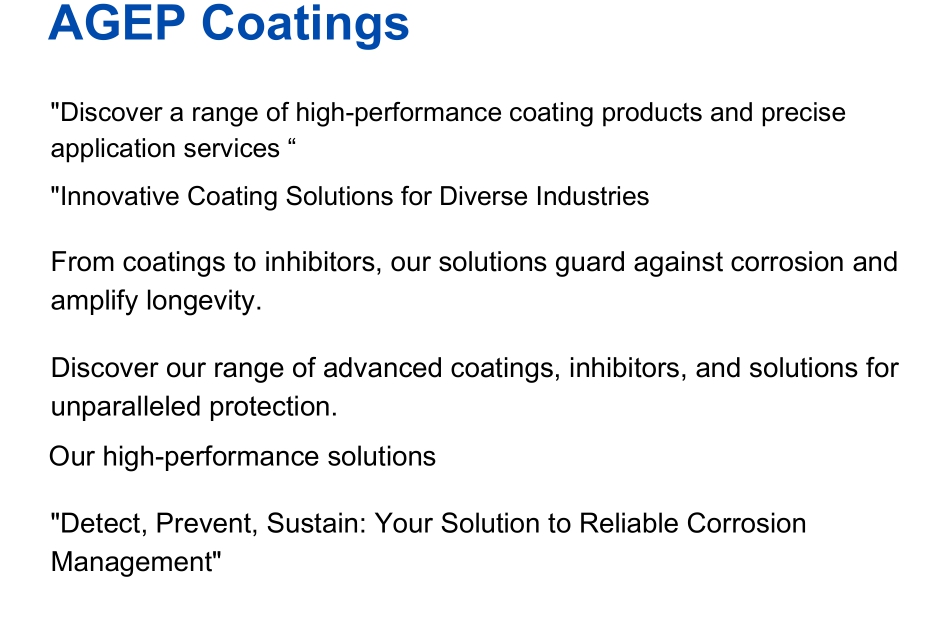 AGEP Coatings
"Discover a range of high-performance coating products and precise
application services “
"Innovative Coating Solutions for Diverse Industries
From coatings to inhibitors, our solutions guard against corrosion and
amplify longevity.
Discover our range of advanced coatings, inhibitors, and solutions for
unparalleled protection.
Our high-performance solutions
"Detect, Prevent, Sustain: Your Solution to Reliable Corrosion
Management"